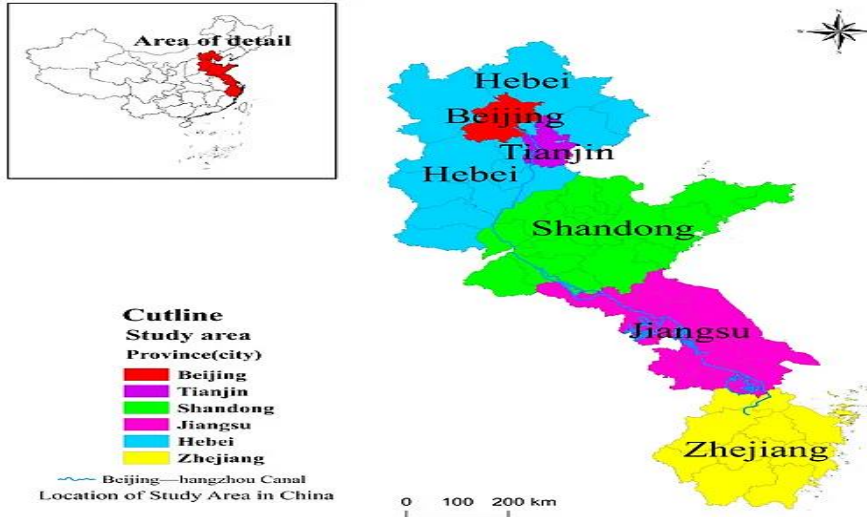 Area of detail
Hebei
Beijing
Tianjin
Hebei
Shandong
Jiangsu
Zhejiang
Cutline
Study area
Province(city)
Beijing
Tianjin
Shandong
Jiangsu
Hebei
Zhejiang
Beijing—hangzhou Canal
Location of Study Area in China
0 100 200 km